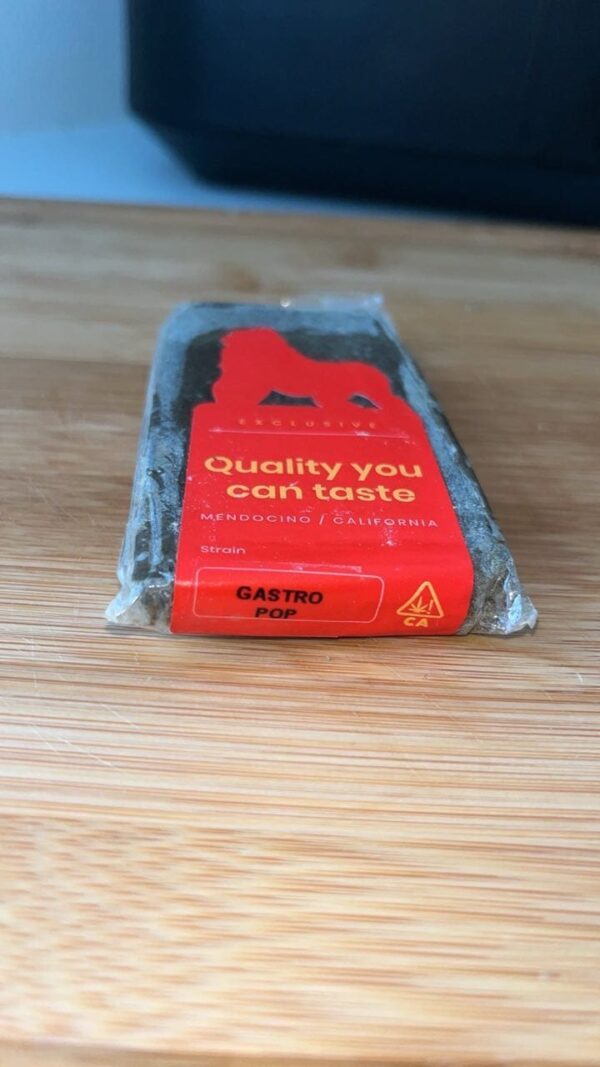 EXCLUSIVE
Quality you
can taste
MENDOCINO / CALIFORNIA
Strain
GASTRO
POP
CA